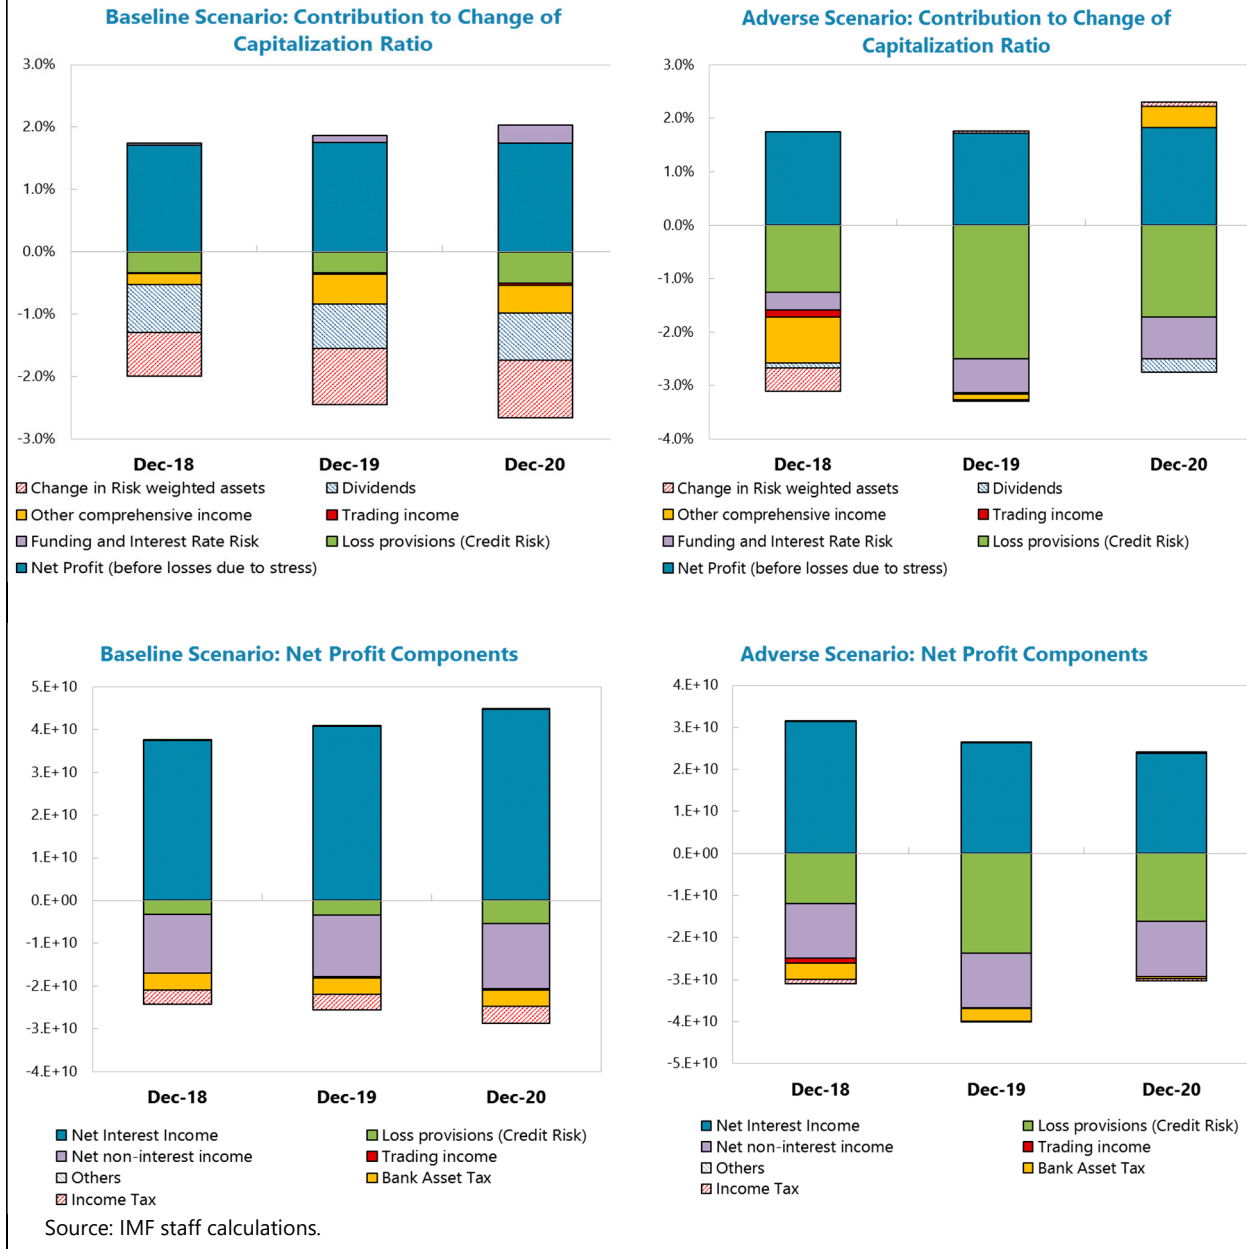 Baseline Scenario: Contribution to Change of
Capitalization Ratio
3.0%
2.0%
1.0%
0.0%
-1.0%
-2.0%
-3.0%
Dec-18 Dec-19 Dec-20
Change in Risk weighted assets Dividends
Other comprehensive income Trading income
Funding and Interest Rate Risk Loss provisions (Credit Risk)
Net Profit (before losses due to stress)
Adverse Scenario: Contribution to Change of
Capitalization Ratio
3.0%
2.0%
1.0%
0.0%
-1.0%
-2.0%
-3.0%
-4.0%
Dec-18 Dec-19 Dec-20
Change in Risk weighted assets Dividends
Other comprehensive income Trading income
Funding and Interest Rate Risk Loss provisions (Credit Risk)
Net Profit (before losses due to stress)
Baseline Scenario: Net Profit Components
5.E+10
4.E+10
3.E+10
2.E+10
1.E+10
0.E+00
-1.E+10
-2.E+10
-3.E+10
-4.E+10
Dec-18 Dec-19 Dec-20
Net Interest Income Loss provisions (Credit Risk)
Net non-interest income Trading income
Others Bank Asset Tax
Income Tax
Adverse Scenario: Net Profit Components
4.E+10
3.E+10
2.E+10
1.E+10
0.E+00
-1.E+10
-2.E+10
-3.E+10
-4.E+10
-5.E+10
Dec-18 Dec-19 Dec-20
Net Interest Income Loss provisions (Credit Risk)
Net non-interest income Trading income
Others Bank Asset Tax
Income Tax
Source: IMF staff calculations.